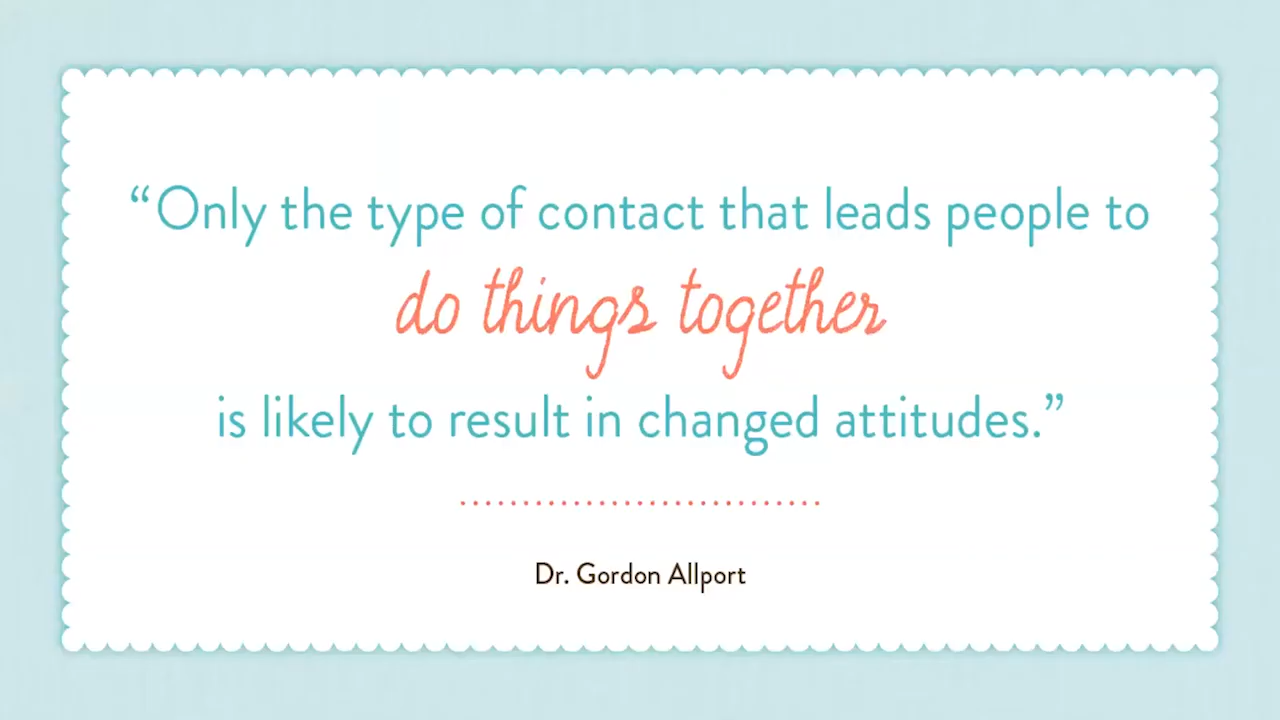 “Only the type of contact that leads people to
do things together
is likely to result in changed attitudes.”
Dr. Gordon Allport